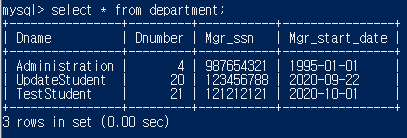 mysql> select * from department;
+----------------+---------+-----------+----------------+
| Dname          | Dnumber | Mgr_ssn   | Mgr_start_date |
+----------------+---------+-----------+----------------+
| Administration |       4 | 987654321 | 1995-01-01     |
| UpdateStudent  |      20 | 123456788 | 2020-09-22     |
| TestStudent    |      21 | 121212121 | 2020-10-01     |
+----------------+---------+-----------+----------------+
3 rows in set (0.00 sec)